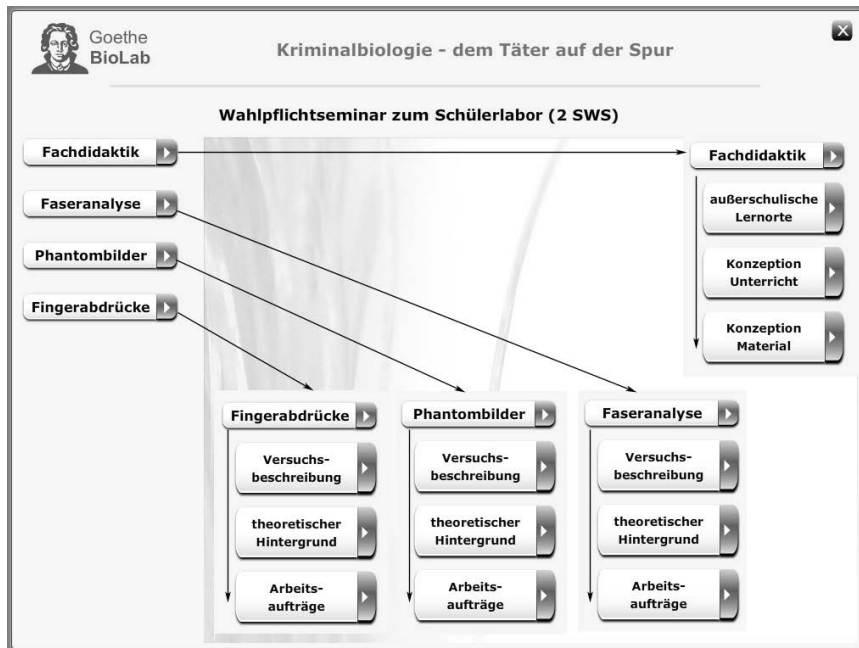 Goethe
BioLab
Kriminalbiologie - dem Täter auf der Spur
X
Wahlpflichtseminar zum Schülerlabor (2 SWS)
Fachdidaktik
Faseranalyse
Phantombilder
Fingerabdrücke
Fachdidaktik
außerschulische
Lernorte
Konzeption
Unterricht
Konzeption
Material
Fingerabdrücke
Versuchs-
beschreibung
theoretischer
Hintergrund
Arbeits-
aufträge
Phantombilder
Versuchs-
beschreibung
theoretischer
Hintergrund
Arbeits-
aufträge
Faseranalyse
Versuchs-
beschreibung
theoretischer
Hintergrund
Arbeits-
aufträge